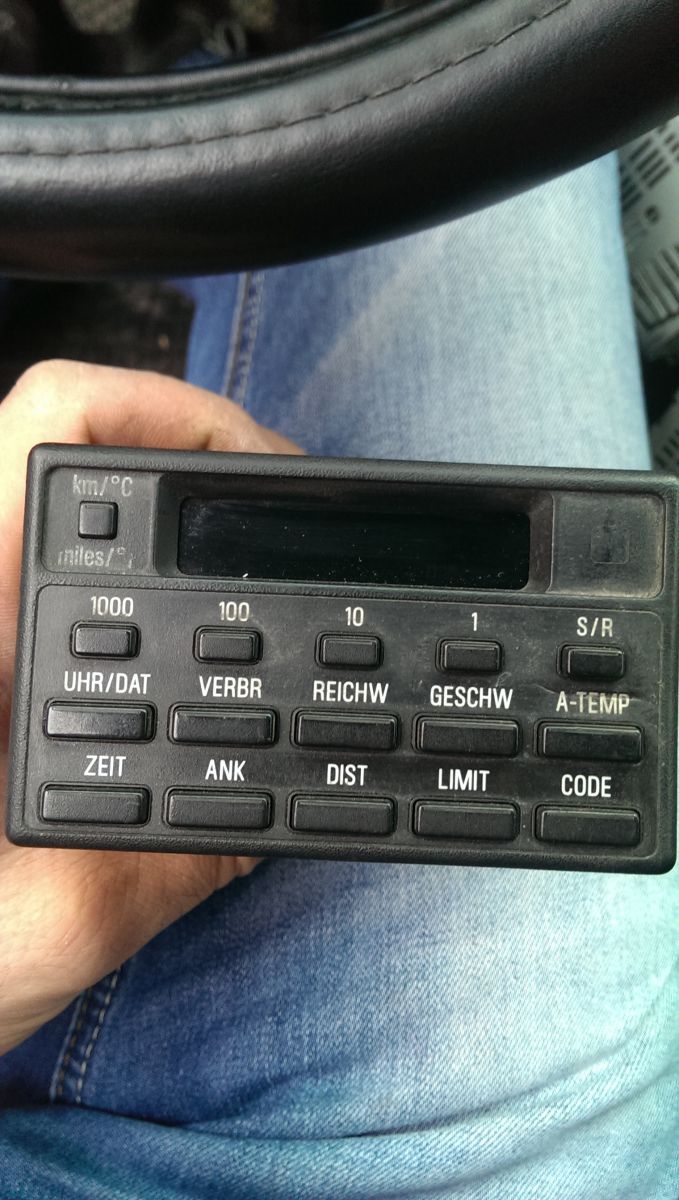 km/°C
miles/°
1000 100 10 1 S/R
UHR/DAT VERBR REICHW GESCHW A-TEMP
ZEIT ANK DIST LIMIT CODE